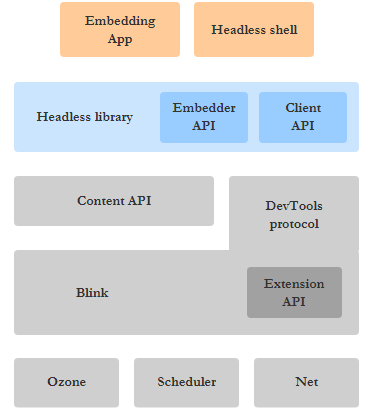 Embedding
App
Headless shell
Headless library
Embedder
API
Client
API
Content API
DevTools
protocol
Blink
Extension
API
Ozone
Scheduler
Net